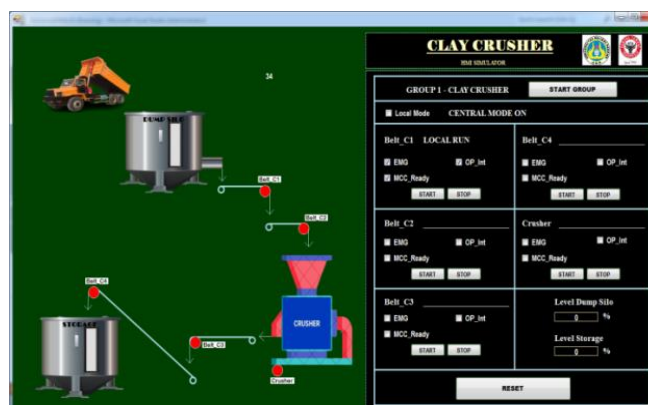 CLAY CRUSHER
HMI SIMULATOR
34
GROUP 1 - CLAY CRUSHER
START GROUP
Local Mode CENTRAL MODE ON
DUMP SILO
Belt_C1
Belt_C2
Belt_C4
STORAGE
CRUSHER
Belt_C3
Crusher
Belt_C1 LOCAL RUN
EMG OP_Int
MCC_Ready
START STOP
Belt_C4
EMG OP_Int
MCC_Ready
START STOP
Belt_C2
EMG OP_Int
MCC_Ready
START STOP
Crusher
EMG OP_Int
MCC_Ready
START STOP
Belt_C3
EMG OP_Int
MCC_Ready
START STOP
Level Dump Silo
0 %
Level Storage
0 %
RESET